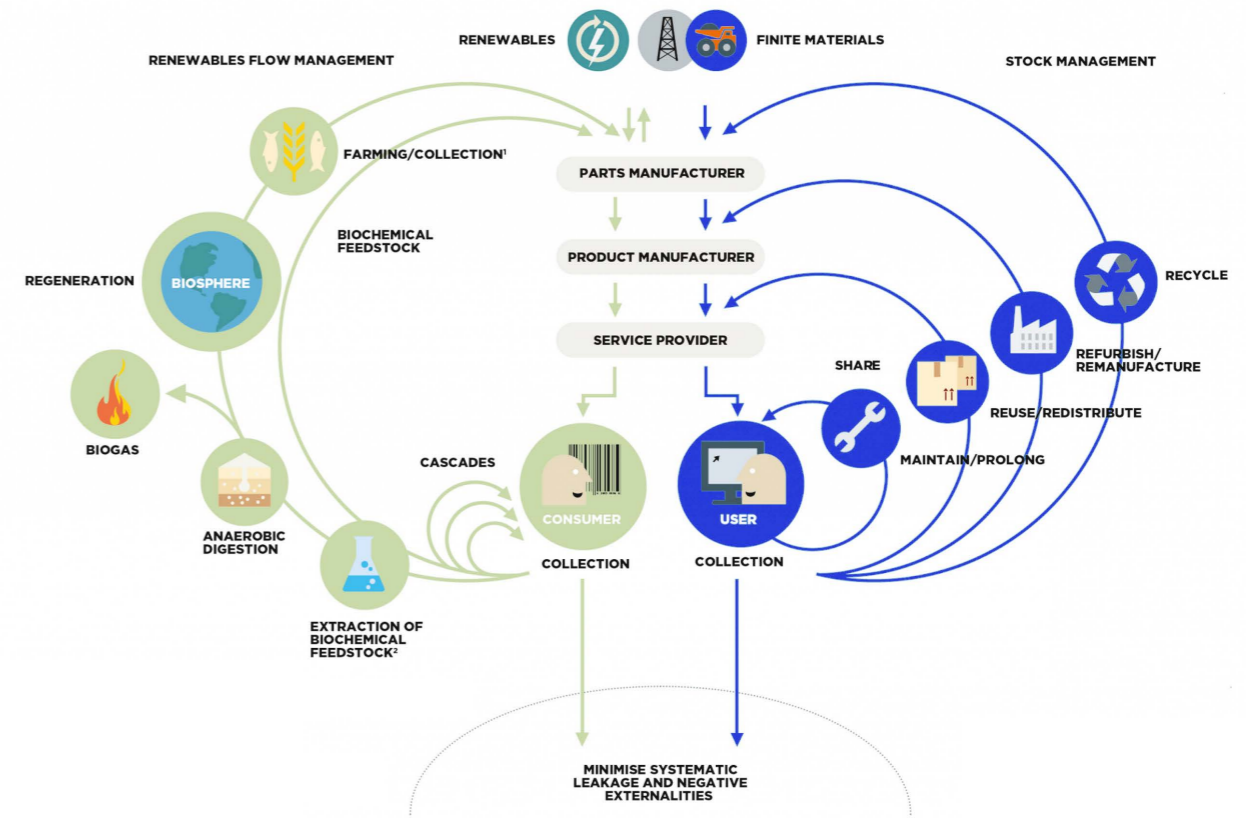 RENEWABLES
FINITE MATERIALS
RENEWABLES FLOW MANAGEMENT
STOCK MANAGEMENT
FARMING/COLLECTION¹
PARTS MANUFACTURER
BIOCHEMICAL
FEEDSTOCK
PRODUCT MANUFACTURER
REGENERATION
BIOSPHERE
RECYCLE
SERVICE PROVIDER
REFURBISH/
REMANUFACTURE
SHARE
REUSE/REDISTRIBUTE
BIOGAS
CASCADES
MAINTAIN/PROLONG
CONSUMER
USER
ANAEROBIC
DIGESTION
COLLECTION
COLLECTION
EXTRACTION OF
BIOCHEMICAL
FEEDSTOCK²
MINIMISE SYSTEMATIC
LEAKAGE AND NEGATIVE
EXTERNALITIES